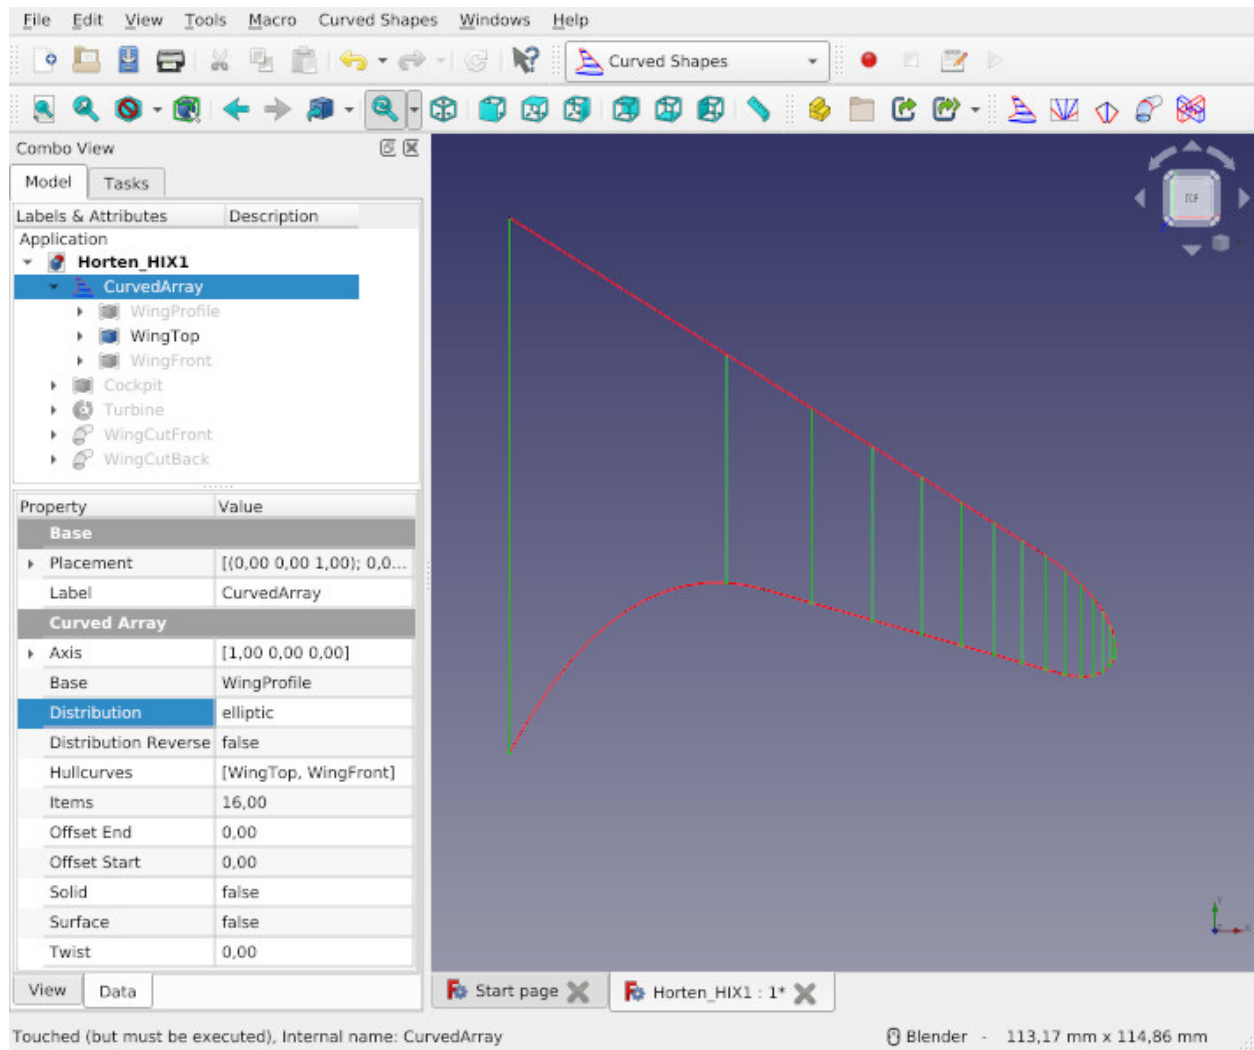 File Edit View Tools Macro Curved Shapes Windows Help
Curved Shapes
Combo View
Model Tasks
Labels & Attributes Description
Application
Horten_HIX1
CurvedArray
WingProfile
WingTop
WingFront
Cockpit
Turbine
WingCutFront
WingCutBack
Property Value
Base
Placement [(0,00 0,00 1,00); 0,0...
Label CurvedArray
Curved Array
Axis [1,00 0,00 0,00]
Base WingProfile
Distribution elliptic
Distribution Reverse false
Hullcurves [WingTop, WingFront]
Items 16,00
Offset End 0,00
Offset Start 0,00
Solid false
Surface false
Twist 0,00
View Data
TOP
Y
X
Start page
Horten_HIX1 : 1*
Touched (but must be executed), Internal name: CurvedArray
Blender - 113,17 mm x 114,86 mm